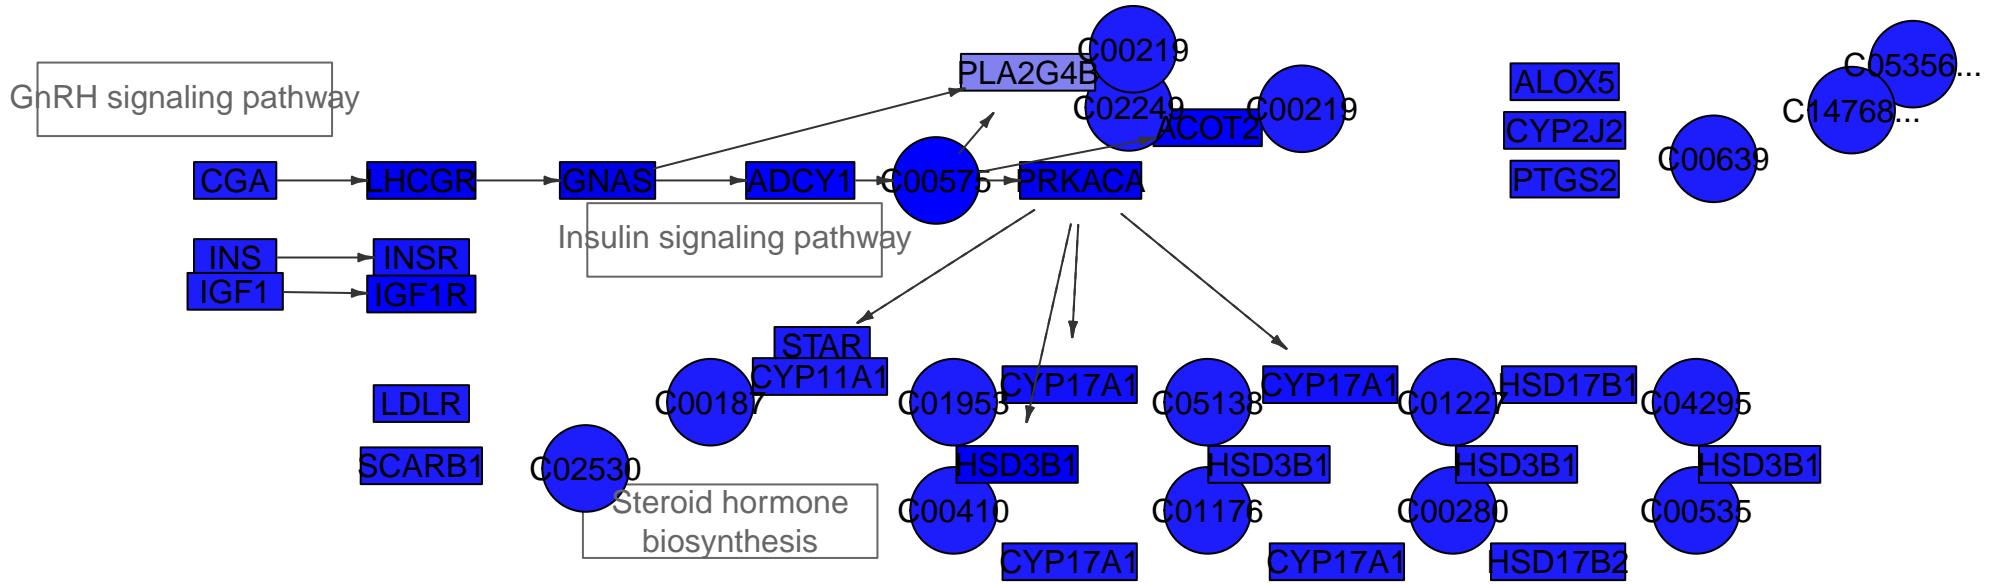 C00219
C05356...
PLA2G4B
ALOX5
GnRH signaling pathway
C02249
C00219
C14768...
ACOT2
CYP2J2
C00639
CGA
LHCGR
GNAS
ADCY1
C00575
PRKACA
PTGS2
Insulin signaling pathway
INS
INSR
IGF1
IGF1R
STAR
CYP11A1
CYP17A1
CYP17A1
HSD17B1
LDLR
C00187
C01953
C05138
C01227
C04295
SCARB1
C02530
HSD3B1
HSD3B1
HSD3B1
HSD3B1
Steroid hormone
biosynthesis
C00410
C01176
C00280
C00535
CYP17A1
CYP17A1
HSD17B2